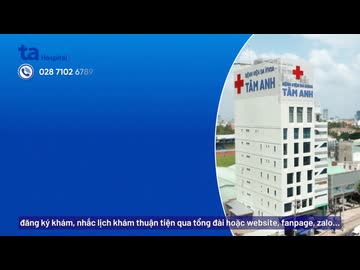 ta
Hospital
028 7102 6789
BỆNH VIỆN ĐA KHOA
TÂM ANH
BỆNH VIỆN ĐA KHOA
TÂM ANH
đăng ký khám, nhắc lịch khám thuận tiện qua tổng đài hoặc website, fanpage, zalo...